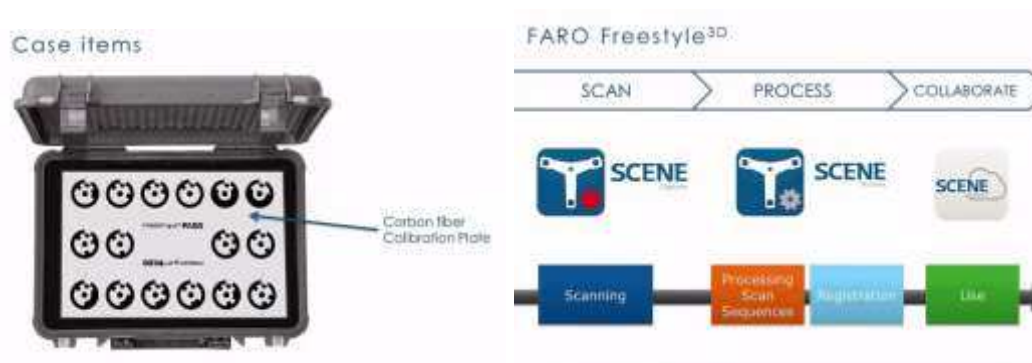 Case items
Carbon fiber
Calibration Plate
FARO Freestyle3D
SCAN
PROCESS
COLLABORATE
SCENE
SCENE
SCENE
Scanning
Processing
Scan
Sequences
Registration
Use